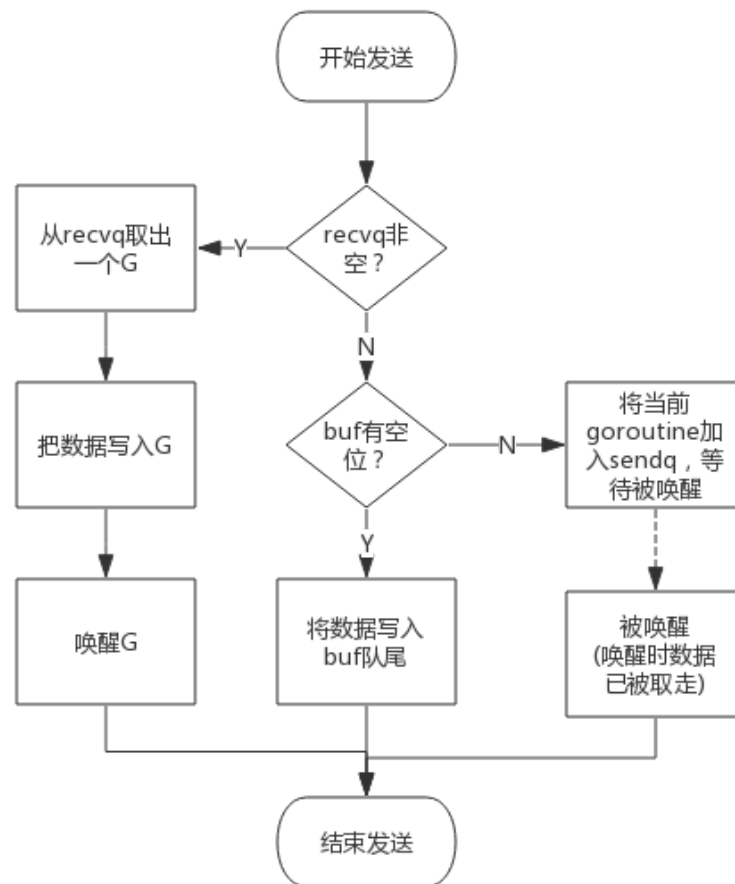 开始发送
recvq非
空？
Y
从recvq取出
一个G
N
把数据写入G
buf有空
位？
N
将当前
goroutine加
入sendq，等
待被唤醒
Y
唤醒G
将数据写入
buf队尾
被唤醒
(唤醒时数据
已被取走)
结束发送